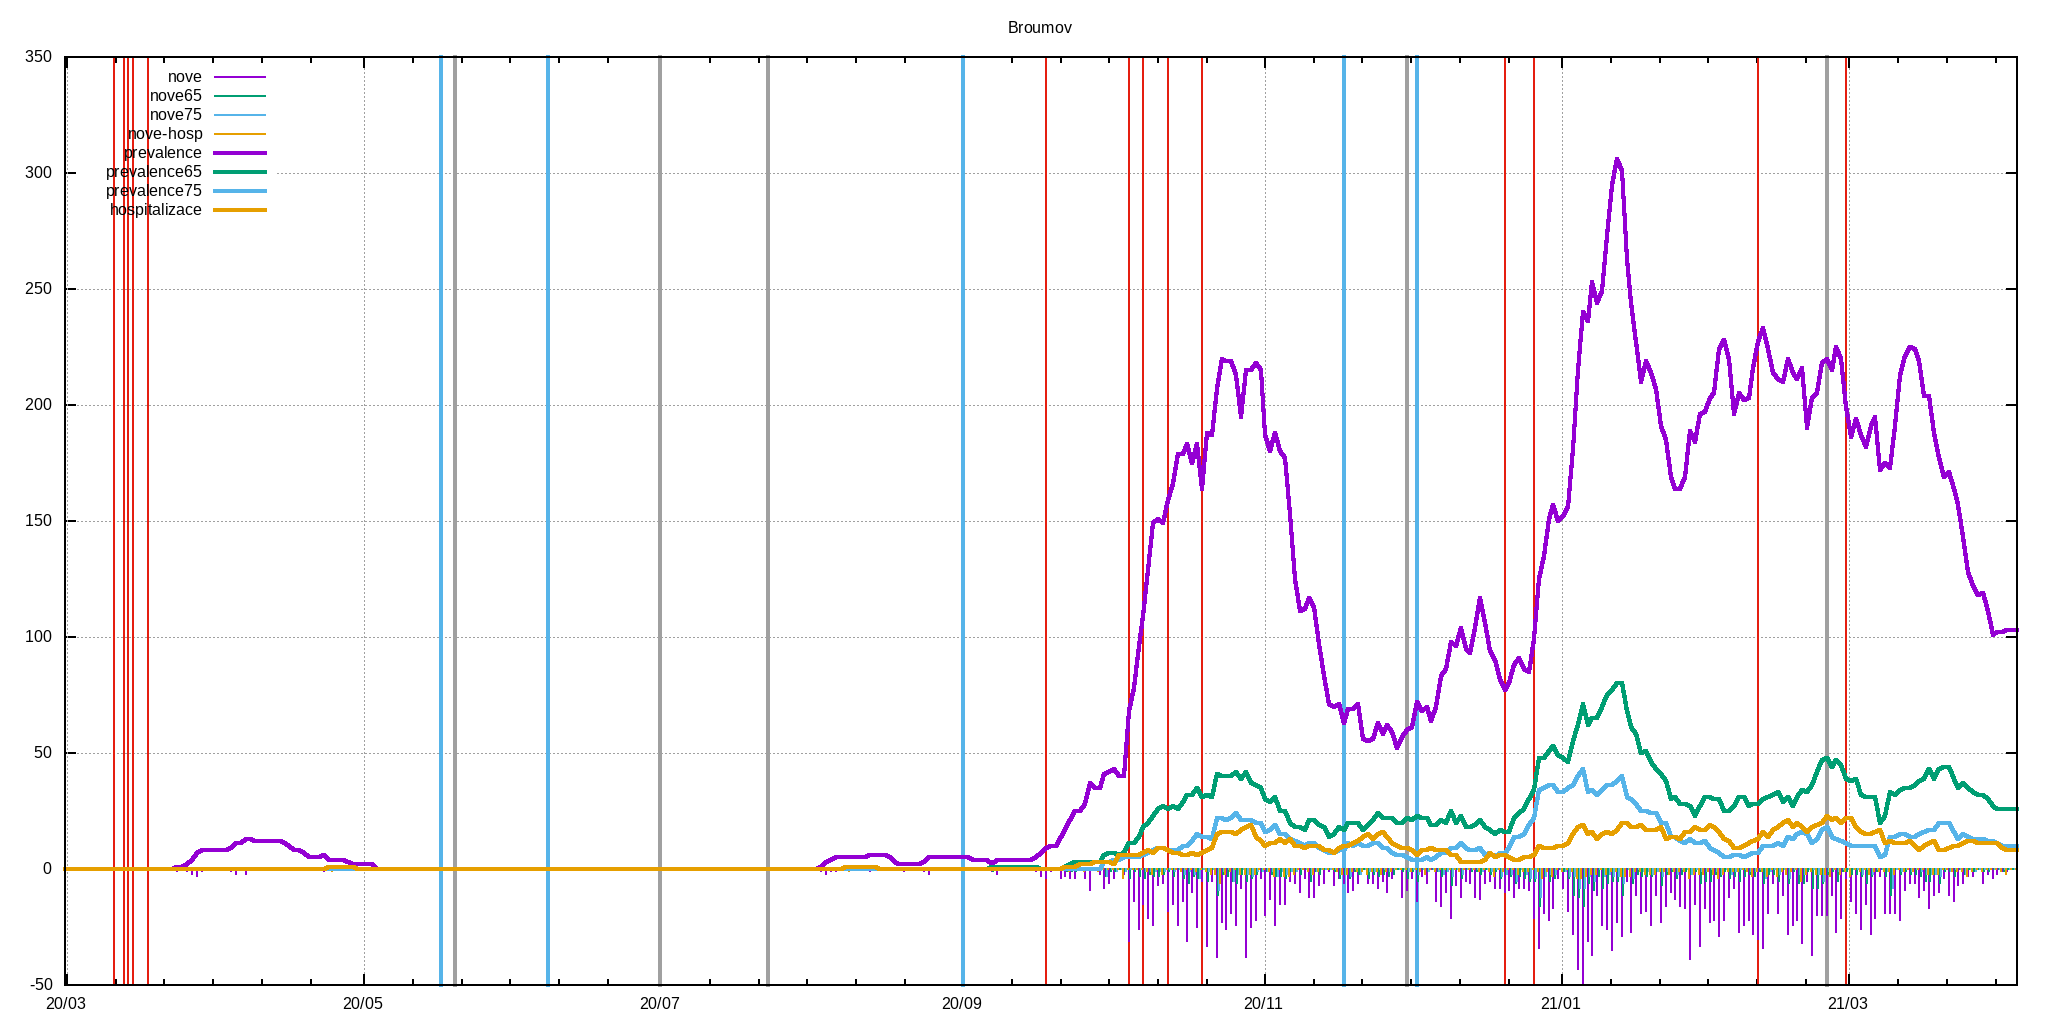 Broumov
350
300
250
200
150
100
50
0
-50
nove
nove65
nove75
nove-hosp
prevalence
prevalence65
prevalence75
hospitalizace
20/03 20/05 20/07 20/09 20/11 21/01 21/03